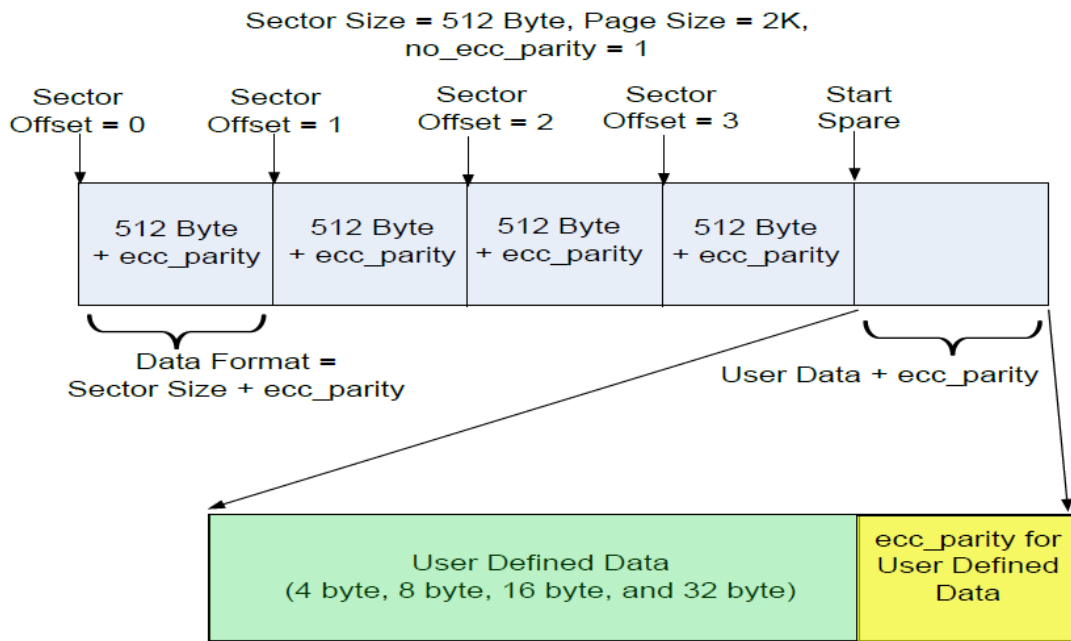 Sector Size = 512 Byte, Page Size = 2K,
no_ecc_parity = 1
Sector
Offset = 0
Sector
Offset = 1
Sector
Offset = 2
Sector
Offset = 3
Start
Spare
512 Byte
+ ecc_parity
512 Byte
+ ecc_parity
512 Byte
+ ecc_parity
512 Byte
+ ecc_parity
Data Format =
Sector Size + ecc_parity
User Data + ecc_parity
User Defined Data
(4 byte, 8 byte, 16 byte, and 32 byte)
ecc_parity for
User Defined
Data